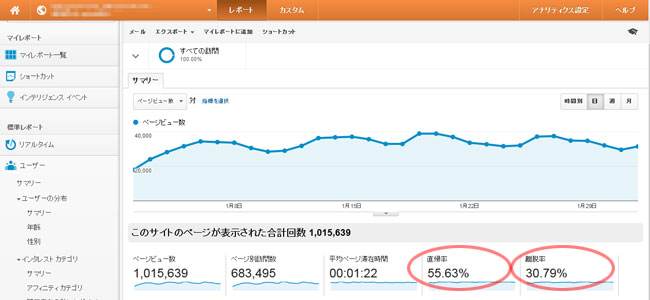 レポート
カスタム
アナリティクス設定
ヘルプ
マイレポート
マイレポート一覧
ショートカット
インテリジェンス イベント
標準レポート
リアルタイム
ユーザー
サマリー
ユーザーの分布
サマリー
年齢
性別
インタレスト カテゴリ
サマリー
アフィニティ カテゴリ
メール エクスポート マイレポートに追加 ショートカット
すべての訪問
100.00%
サマリー
ページビュー数 対 指標を選択
時間別 日 週 月
ページビュー数
40,000
20,000
1月8日 1月15日 1月22日 1月29日
このサイトのページが表示された合計回数 1,015,639
ページビュー数
1,015,639
ページ別訪問数
683,495
平均ページ滞在時間
00:01:22
直帰率
55.63%
離脱率
30.79%